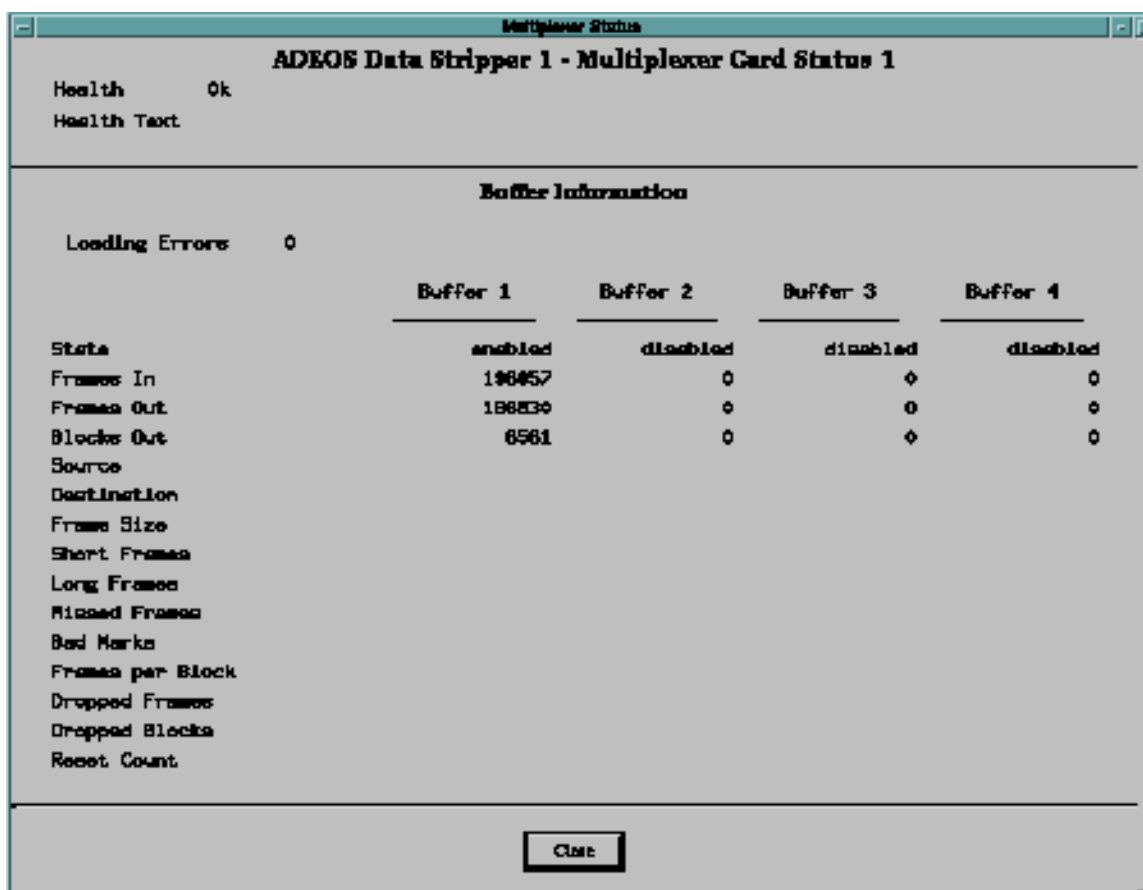 Multiplexer Status
ADEOS Data Stripper 1 - Multiplexer Card Status 1
Health Ok
Health Text
Buffer Information
Loading Errors 0
Buffer 1 Buffer 2 Buffer 3 Buffer 4
State enabled disabled disabled disabled
Frames In 196857 0 0 0
Frames Out 196830 0 0 0
Blocks Out 6561 0 0 0
Source
Destination
Frame Size
Short Frames
Long Frames
Missed Frames
Bad Marks
Frames per Block
Dropped Frames
Dropped Blocks
Reset Count
Close